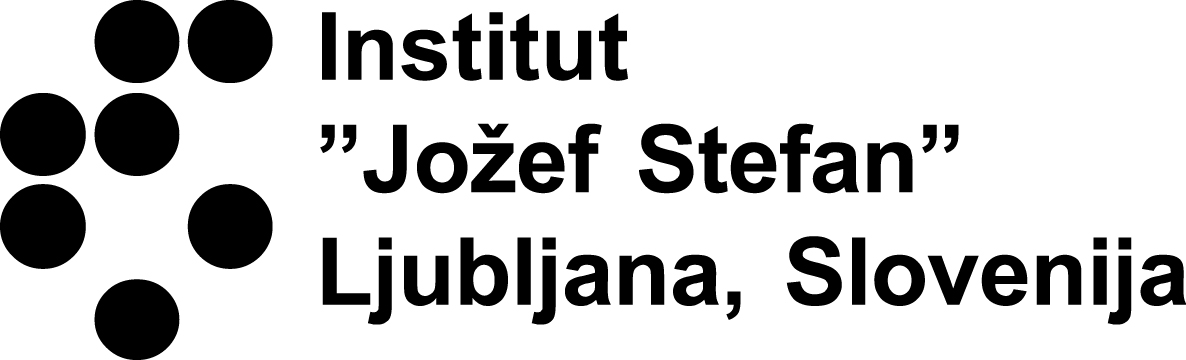 Institut
”Jožef Stefan”
Ljubljana, Slovenija